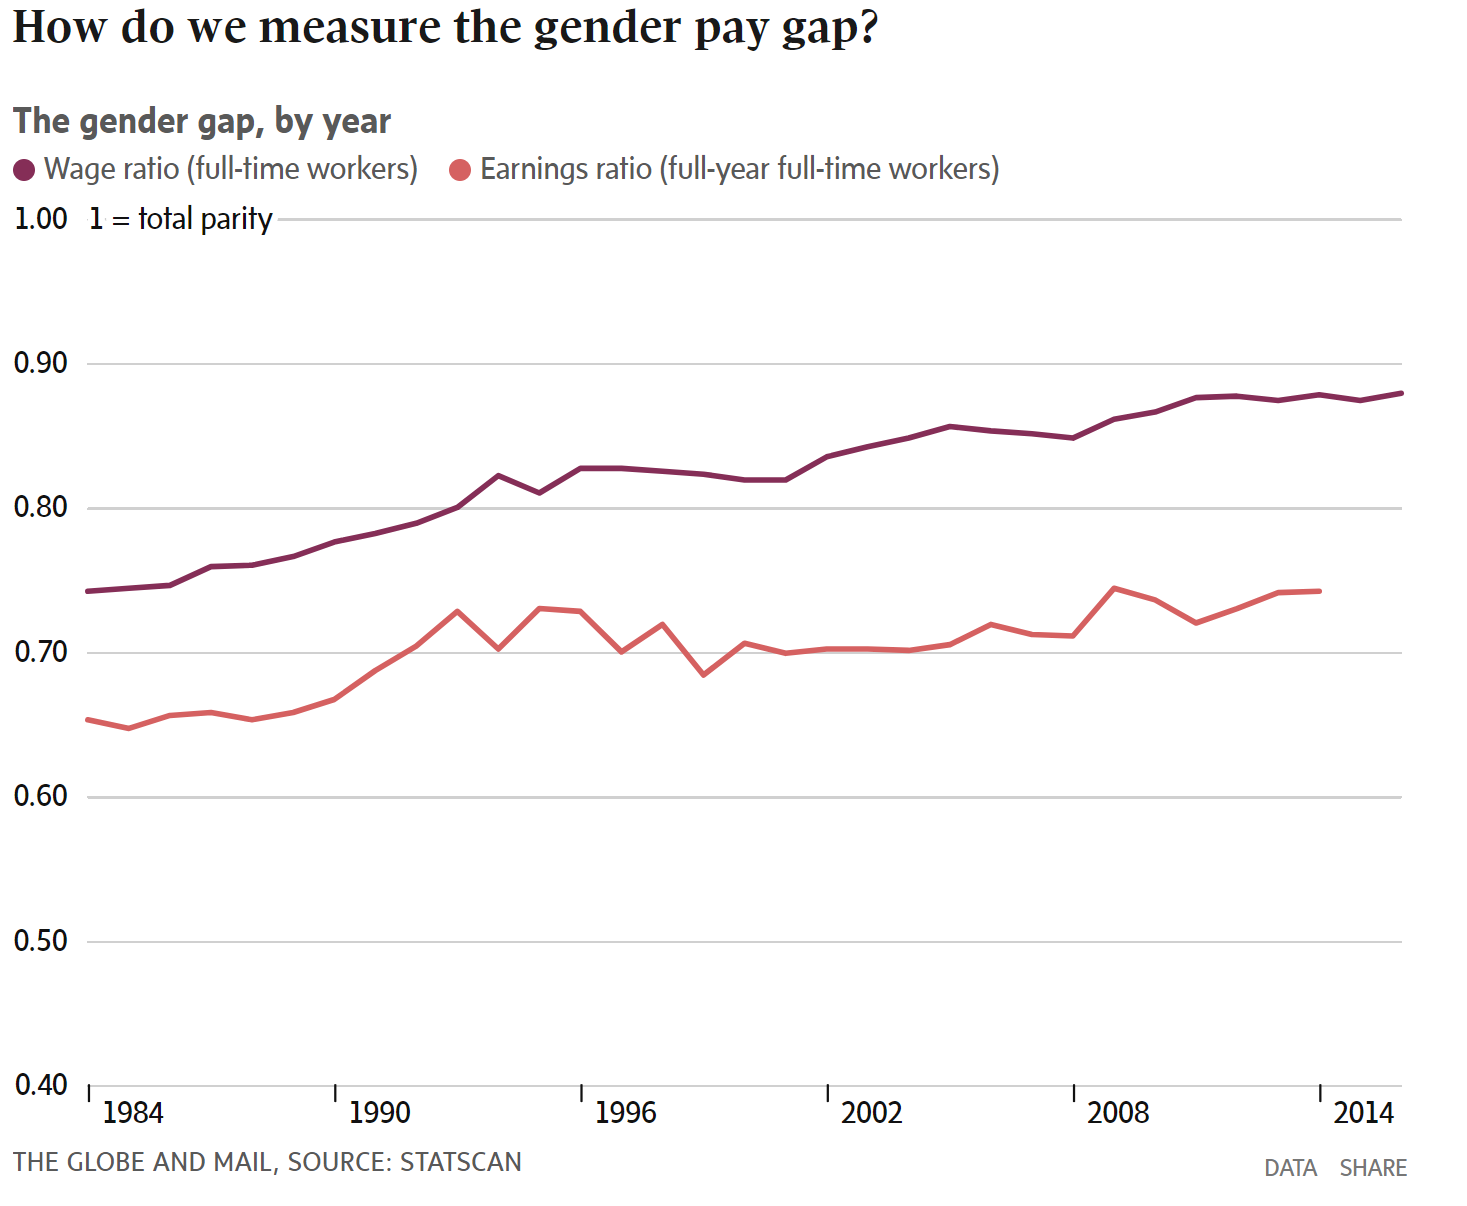 How do we measure the gender pay gap?
The gender gap, by year
Wage ratio (full-time workers) Earnings ratio (full-year full-time workers)
1.00 1 = total parity
0.90
0.80
0.70
0.60
0.50
0.40
1984 1990 1996 2002 2008 2014
THE GLOBE AND MAIL, SOURCE: STATSCAN DATA SHARE